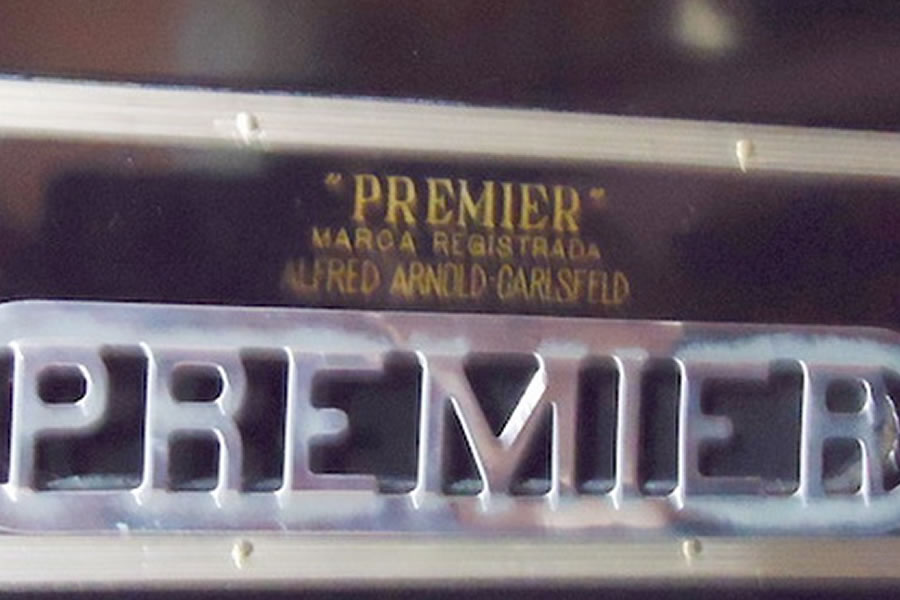 "PREMIER"
MARCA REGISTRADA
ALFRED ARNOLD-CARLSFELD
PREMIER